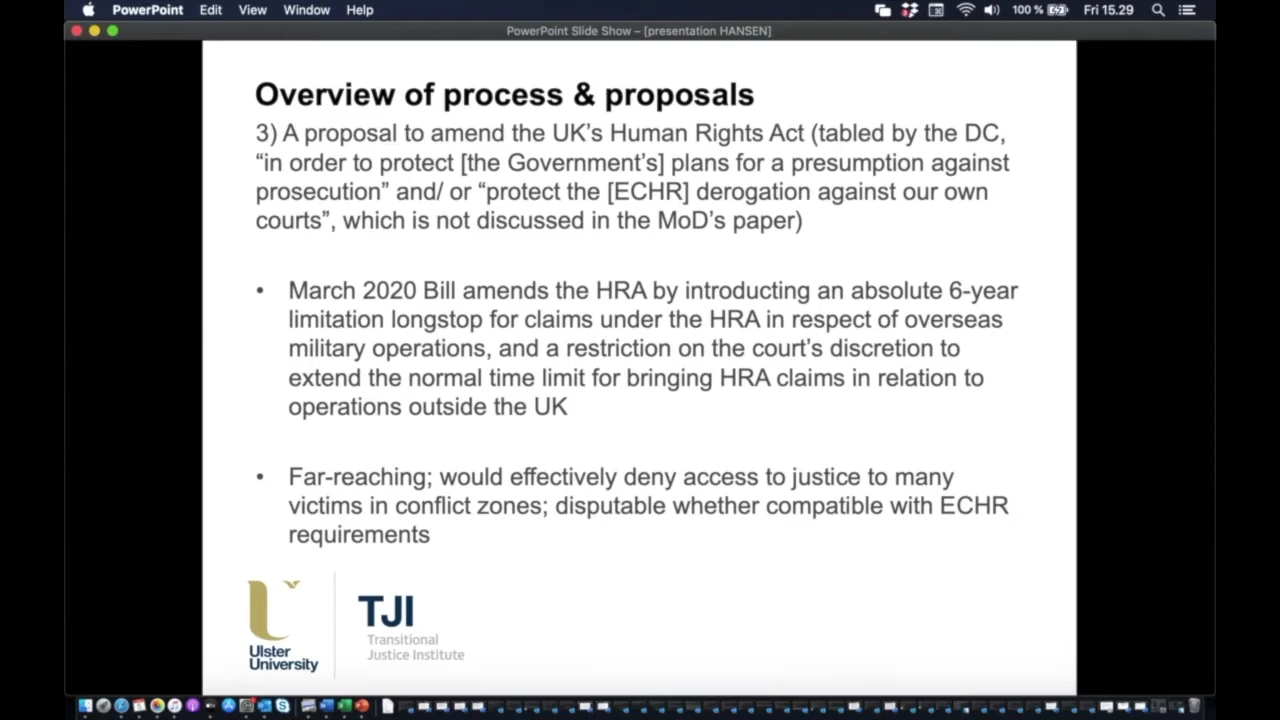 PowerPoint Edit View Window Help 100 % Fri 15.29
PowerPoint Slide Show – [presentation HANSEN]
Overview of process & proposals
3) A proposal to amend the UK’s Human Rights Act (tabled by the DC,
“in order to protect [the Government’s] plans for a presumption against
prosecution” and/ or “protect the [ECHR] derogation against our own
courts”, which is not discussed in the MoD’s paper)
• March 2020 Bill amends the HRA by introducting an absolute 6-year
limitation longstop for claims under the HRA in respect of overseas
military operations, and a restriction on the court’s discretion to
extend the normal time limit for bringing HRA claims in relation to
operations outside the UK
• Far-reaching; would effectively deny access to justice to many
victims in conflict zones; disputable whether compatible with ECHR
requirements
Ulster
University
TJI
Transitional
Justice Institute